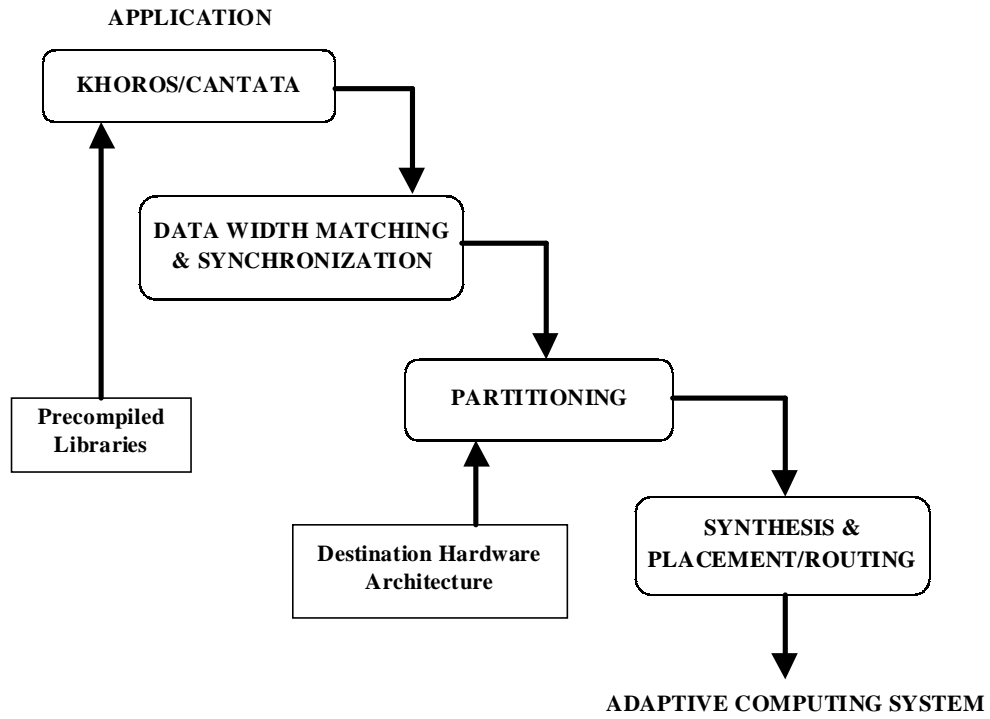 APPLICATION
KHOROS/CANTATA
DATA WIDTH MATCHING
& SYNCHRONIZATION
PARTITIONING
Precompiled
Libraries
Destination Hardware
Architecture
SYNTHESIS &
PLACEMENT/ROUTING
ADAPTIVE COMPUTING SYSTEM